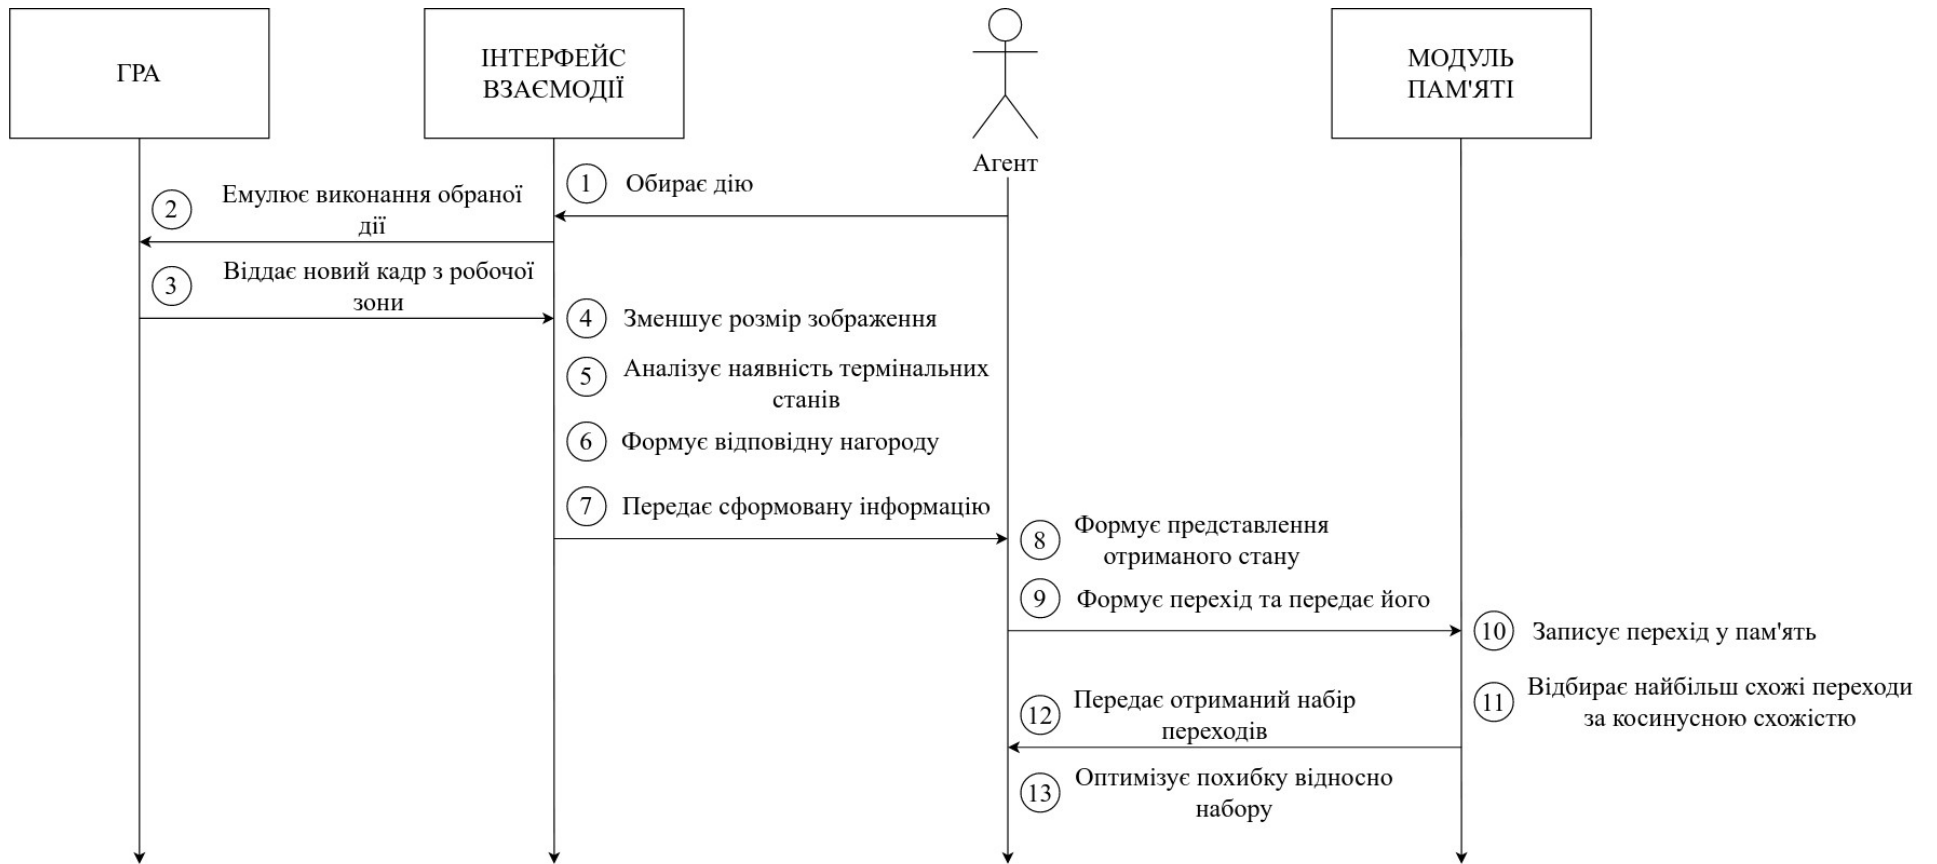 ГРА
ІНТЕРФЕЙС
ВЗАЄМОДІЇ
Агент
МОДУЛЬ
ПАМ'ЯТІ
1 Обирає дію
2 Емулює виконання обраної
дії
3 Віддає новий кадр з робочої
зони
4 Зменшує розмір зображення
5 Аналізує наявність термінальних
станів
6 Формує відповідну нагороду
7 Передає сформовану інформацію
8 Формує представлення
отриманого стану
9 Формує перехід та передає його
10 Записує перехід у пам'ять
11 Відбирає найбільш схожі переходи
за косинусною схожістю
12 Передає отриманий набір
переходів
13 Оптимізує похибку відносно
набору